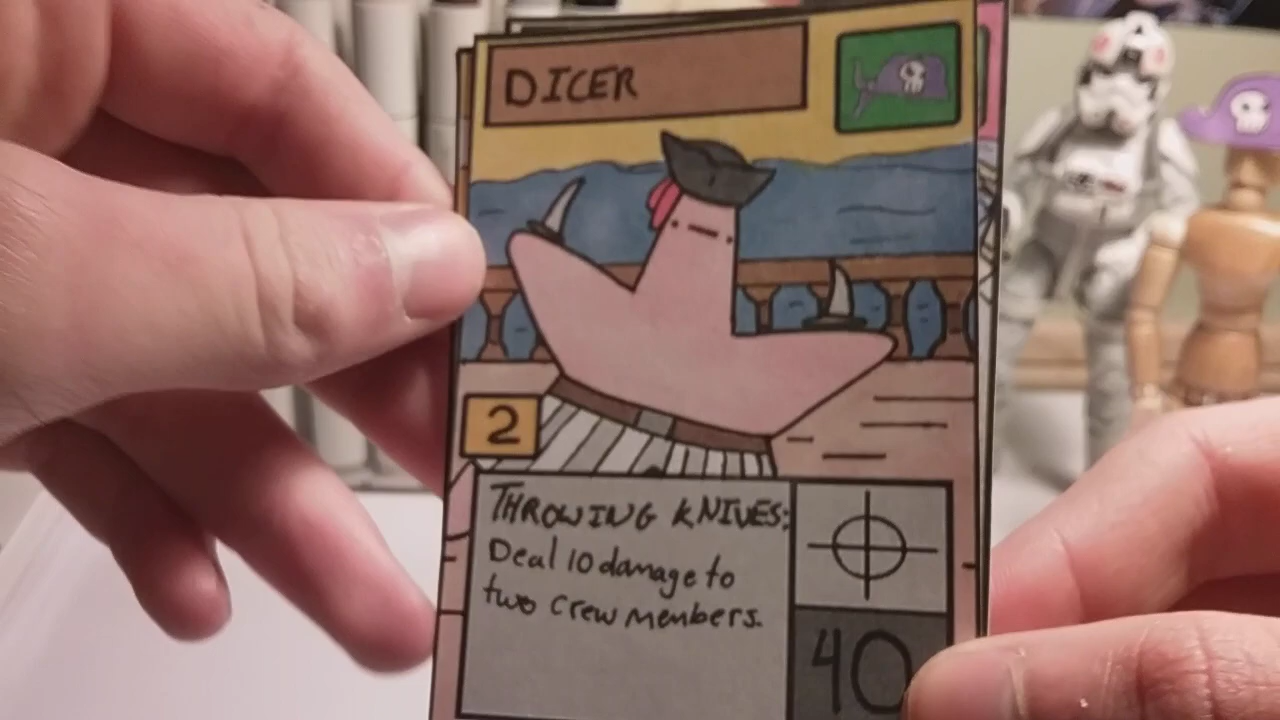 DICER
2
THROWING KNIVES:
Deal 10 damage to
two crew members.
40